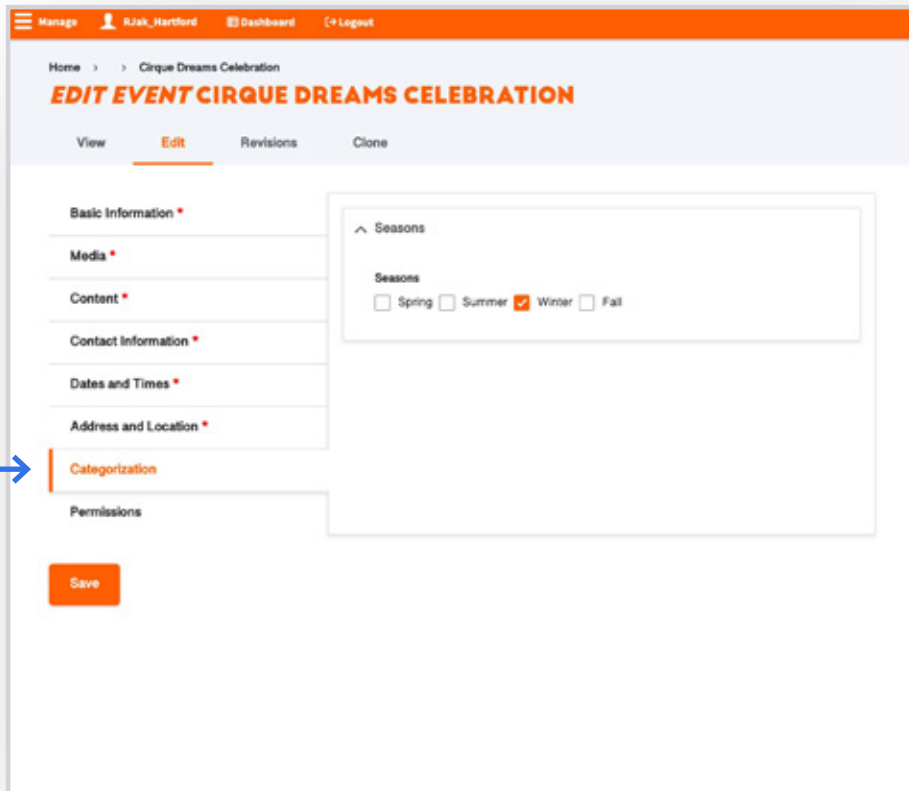 Manage RJak_Hartford Dashboard Logout
Home > > Cirque Dreams Celebration
EDIT EVENT CIRQUE DREAMS CELEBRATION
View Edit Revisions Clone
Basic Information *
Media *
Content *
Contact Information *
Dates and Times *
Address and Location *
Categorization
Permissions
Seasons
Seasons
Spring Summer Winter Fall
Save